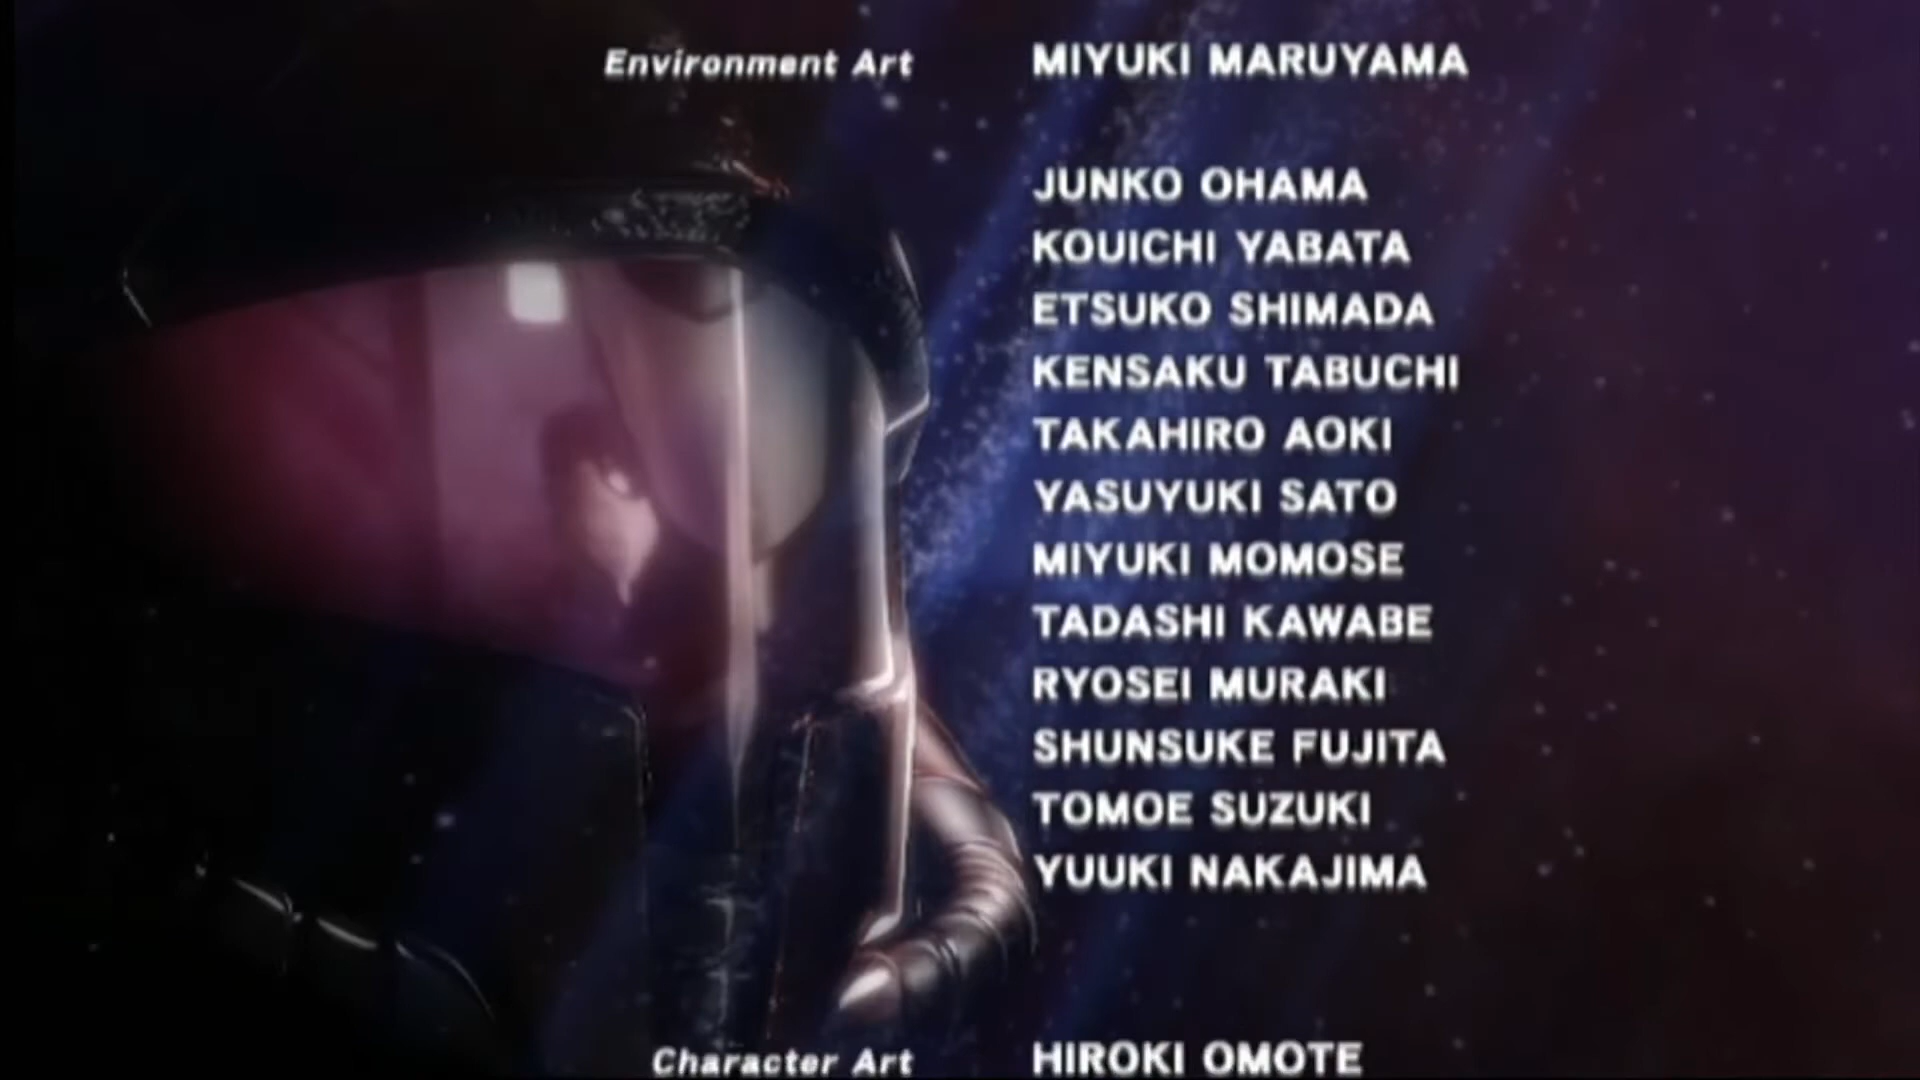 Environment Art MIYUKI MARUYAMA
JUNKO OHAMA
KOUICHI YABATA
ETSUKO SHIMADA
KENSAKU TABUCHI
TAKAHIRO AOKI
YASUYUKI SATO
MIYUKI MOMOSE
TADASHI KAWABE
RYOSEI MURAKI
SHUNSUKE FUJITA
TOMOE SUZUKI
YUUKI NAKAJIMA
Character Art HIROKI OMOTE